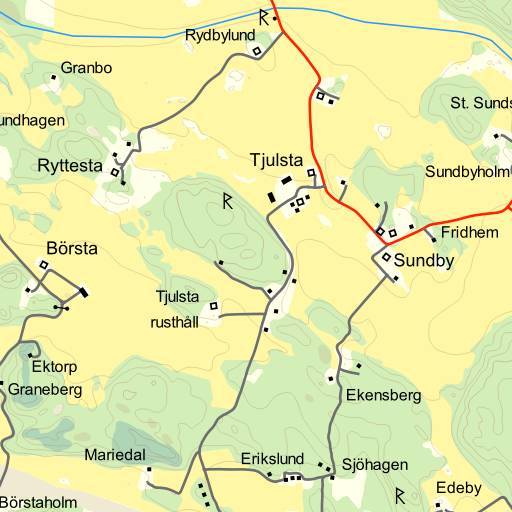 Rydbylund
Granbo
St. Sunds
ndhagen
Tjulsta
Ryttesta
Sundbyholm
Fridhem
Börsta
Sundby
Tjulsta
rusthåll
Ektorp
Graneberg
Ekensberg
Mariedal
Erikslund
Sjöhagen
Edeby
Börstaholm